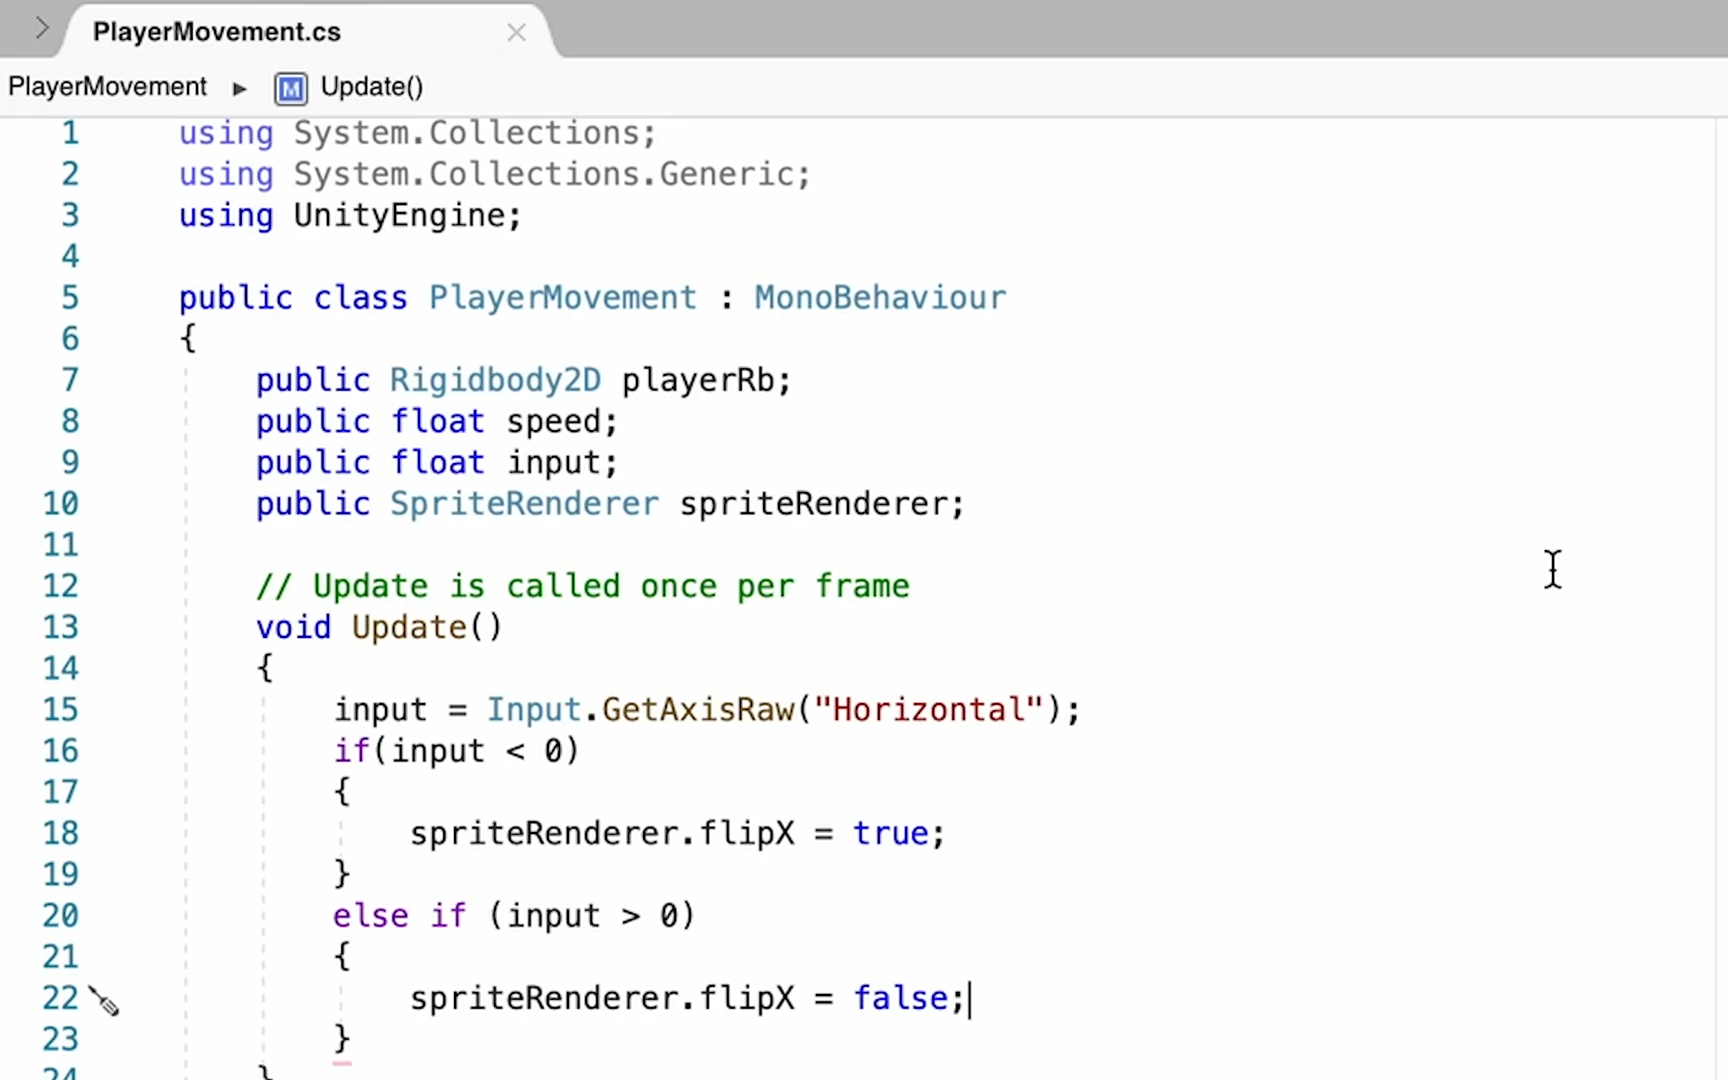 PlayerMovement.cs
PlayerMovement ▸ M Update()
1 using System.Collections;
2 using System.Collections.Generic;
3 using UnityEngine;
4
5 public class PlayerMovement : MonoBehaviour
6 {
7 public Rigidbody2D playerRb;
8 public float speed;
9 public float input;
10 public SpriteRenderer spriteRenderer;
11
12 // Update is called once per frame
13 void Update()
14 {
15 input = Input.GetAxisRaw("Horizontal");
16 if(input < 0)
17 {
18 spriteRenderer.flipX = true;
19 }
20 else if (input > 0)
21 {
22 spriteRenderer.flipX = false;
23 }
24 }